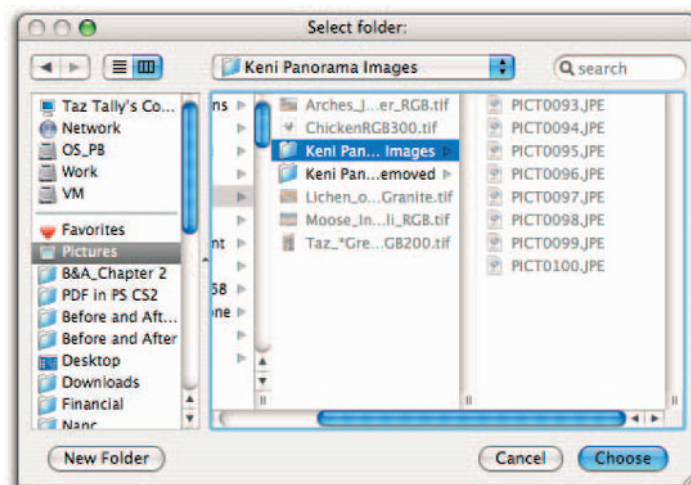 Select folder:
Keni Panorama Images
search
Taz Tally's Co...
Network
OS_PB
Work
VM
Favorites
Pictures
B&A_Chapter 2
PDF in PS CS2
Before and Aft...
Before and After
Desktop
Downloads
Financial
Nanc
ns
nt
58
one
Arches_J...er_RGB.tif
ChickenRGB300.tif
Keni Pan... Images
Keni Pan...emoved
Lichen_o...Granite.tif
Moose_In...li_RGB.tif
Taz_*Gre...GB200.tif
PICT0093.JPE
PICT0094.JPE
PICT0095.JPE
PICT0096.JPE
PICT0097.JPE
PICT0098.JPE
PICT0099.JPE
PICT0100.JPE
New Folder
Cancel
Choose